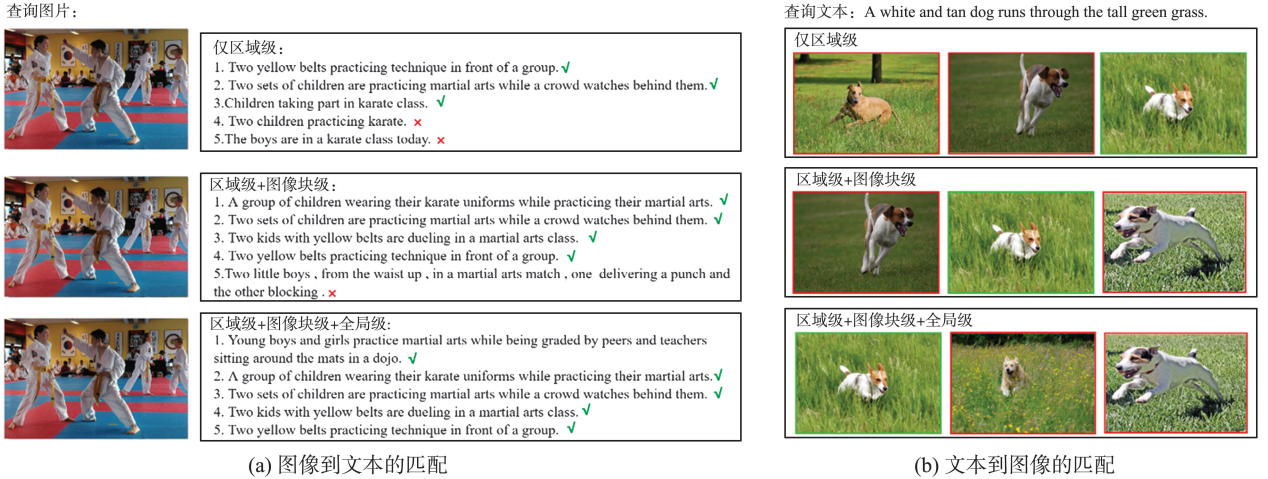 查询图片：
仅区域级：
1. Two yellow belts practicing technique in front of a group. √
2. Two sets of children are practicing martial arts while a crowd watches behind them. √
3.Children taking part in karate class. √
4. Two children practicing karate. ×
5.The boys are in a karate class today. ×
区域级+图像块级：
1. A group of children wearing their karate uniforms while practicing their martial arts. √
2. Two sets of children are practicing martial arts while a crowd watches behind them. √
3. Two kids with yellow belts are dueling in a martial arts class. √
4. Two yellow belts practicing technique in front of a group. √
5.Two little boys , from the waist up , in a martial arts match , one delivering a punch and
the other blocking . ×
区域级+图像块级+全局级:
1. Young boys and girls practice martial arts while being graded by peers and teachers
sitting around the mats in a dojo. √
2. A group of children wearing their karate uniforms while practicing their martial arts. √
3. Two sets of children are practicing martial arts while a crowd watches behind them. √
4. Two kids with yellow belts are dueling in a martial arts class. √
5. Two yellow belts practicing technique in front of a group. √
(a) 图像到文本的匹配
查询文本：A white and tan dog runs through the tall green grass.
仅区域级
区域级+图像块级
区域级+图像块级+全局级
(b) 文本到图像的匹配